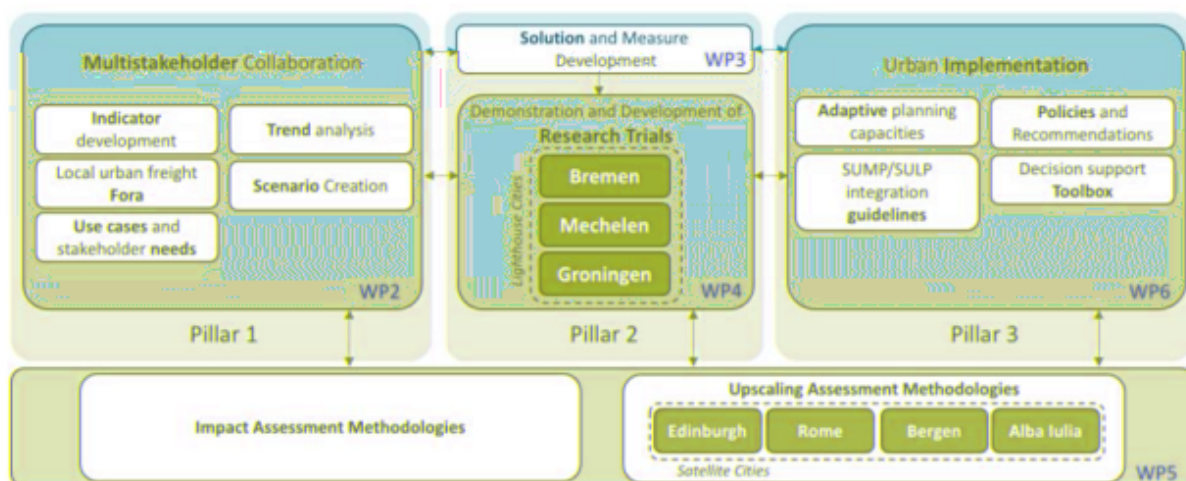 Multistakeholder Collaboration
Indicator
development
Trend analysis
Local urban freight
Fora
Scenario Creation
Use cases and
stakeholder needs
WP2
Pillar 1
Solution and Measure
Development
WP3
Demonstration and Development of
Research Trials
Lighthouse Cities
Bremen
Mechelen
Groningen
WP4
Pillar 2
Urban Implementation
Adaptive planning
capacities
Policies and
Recommendations
SUMP/SULP
integration
guidelines
Decision support
Toolbox
WP6
Pillar 3
Impact Assessment Methodologies
Upscaling Assessment Methodologies
Edinburgh
Rome
Bergen
Alba Iulia
Satellite Cities
WP5